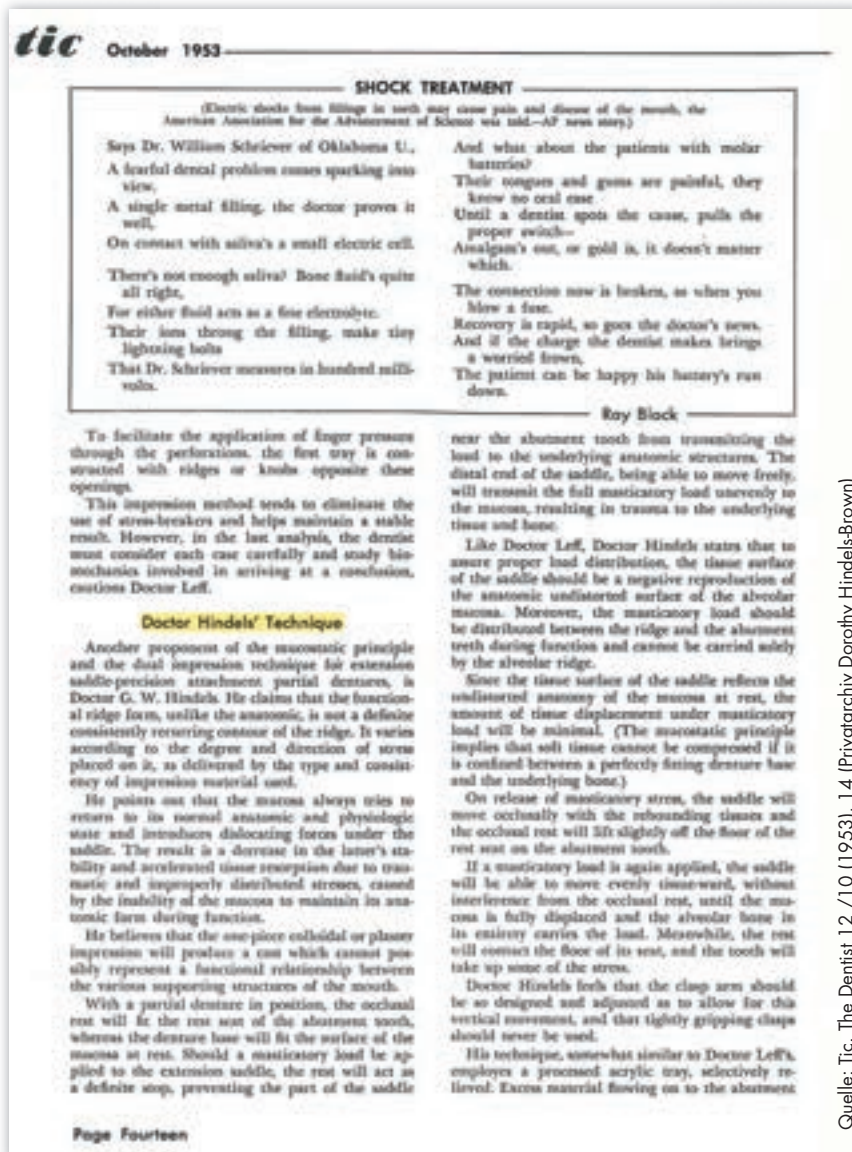 tic October 1953
SHOCK TREATMENT
(Electric shocks from fillings in teeth may cause pain and disease of the mouth, the
American Association for the Advancement of Science was told.—AP news story.)
Says Dr. William Schriever of Oklahoma U.,
A fearful dental problem comes sparking into
view.
A single metal filling, the doctor proves it
well,
On contact with saliva's a small electric cell.
There's not enough saliva? Bone fluid's quite
all right,
For either fluid acts as a fine electrolyte.
Their ions throng the filling, make tiny
lightning bolts
That Dr. Schriever measures in hundred milli-
volts.
And what about the patients with molar
batteries?
Their tongues and gums are painful, they
know no oral ease
Until a dentist spots the cause, pulls the
proper switch—
Amalgam's out, or gold is, it doesn't matter
which.
The connection now is broken, as when you
blow a fuse.
Recovery is rapid, so goes the doctor's news.
And if the charge the dentist makes brings
a worried frown,
The patient can be happy his battery's run
down.
Ray Black
To facilitate the application of finger pressure
through the perforations, the first tray is con-
structed with ridges or knobs opposite these
openings.
This impression method tends to eliminate the
use of stress-breakers and helps maintain a stable
result. However, in the last analysis, the dentist
must consider each case carefully and study bio-
mechanics involved in arriving at a conclusion,
cautions Doctor Leff.
Doctor Hindels' Technique
Another proponent of the mucostatic principle
and the dual impression technique for extension
saddle-precision attachment partial dentures, is
Doctor G. W. Hindels. He claims that the function-
al ridge form, unlike the anatomic, is not a definite
consistently recurring contour of the ridge. It varies
according to the degree and direction of stress
placed on it, as delivered by the type and consist-
ency of impression material used.
He points out that the mucosa always tries to
return to its normal anatomic and physiologic
state and introduces dislocating forces under the
saddle. The result is a decrease in the latter's sta-
bility and accelerated tissue resorption due to trau-
matic and improperly distributed stresses, caused
by the inability of the mucosa to maintain its ana-
tomic form during function.
He believes that the one-piece colloidal or plaster
impression will produce a cast which cannot pos-
sibly represent a functional relationship between
the various supporting structures of the mouth.
With a partial denture in position, the occlusal
rest will fit the rest seat of the abutment tooth,
whereas the denture base will fit the surface of the
mucosa at rest. Should a masticatory load be ap-
plied to the extension saddle, the rest will act as
a definite stop, preventing the part of the saddle
near the abutment tooth from transmitting the
load to the underlying anatomic structures. The
distal end of the saddle, being able to move freely,
will transmit the full masticatory load unevenly to
the mucosa, resulting in trauma to the underlying
tissue and bone.
Like Doctor Leff, Doctor Hindels states that to
assure proper load distribution, the tissue surface
of the saddle should be a negative reproduction of
the anatomic undistorted surface of the alveolar
mucosa. Moreover, the masticatory load should
be distributed between the ridge and the abutment
teeth during function and cannot be carried solely
by the alveolar ridge.
Since the tissue surface of the saddle reflects the
undistorted anatomy of the mucosa at rest, the
amount of tissue displacement under masticatory
load will be minimal. (The mucostatic principle
implies that soft tissue cannot be compressed if it
is confined between a perfectly fitting denture base
and the underlying bone.)
On release of masticatory stress, the saddle will
move occlusally with the rebounding tissues and
the occlusal rest will lift slightly off the floor of the
rest seat on the abutment tooth.
If a masticatory load is again applied, the saddle
will be able to move evenly tissue-ward, without
interference from the occlusal rest, until the mu-
cosa is fully displaced and the alveolar bone in
its entirety carries the load. Meanwhile, the rest
will contact the floor of its seat, and the tooth will
take up some of the stress.
Doctor Hindels feels that the clasp arm should
be so designed and adjusted as to allow for this
vertical movement, and that tightly gripping clasps
should never be used.
His technique, somewhat similar to Doctor Leff's,
employs a processed acrylic tray, selectively re-
lieved. Excess material flowing on to the abutment
Page Fourteen
Quelle: Tic, The Dentist 12 /10 (1953), 14 (Privatarchiv Dorothy Hindels-Brown)